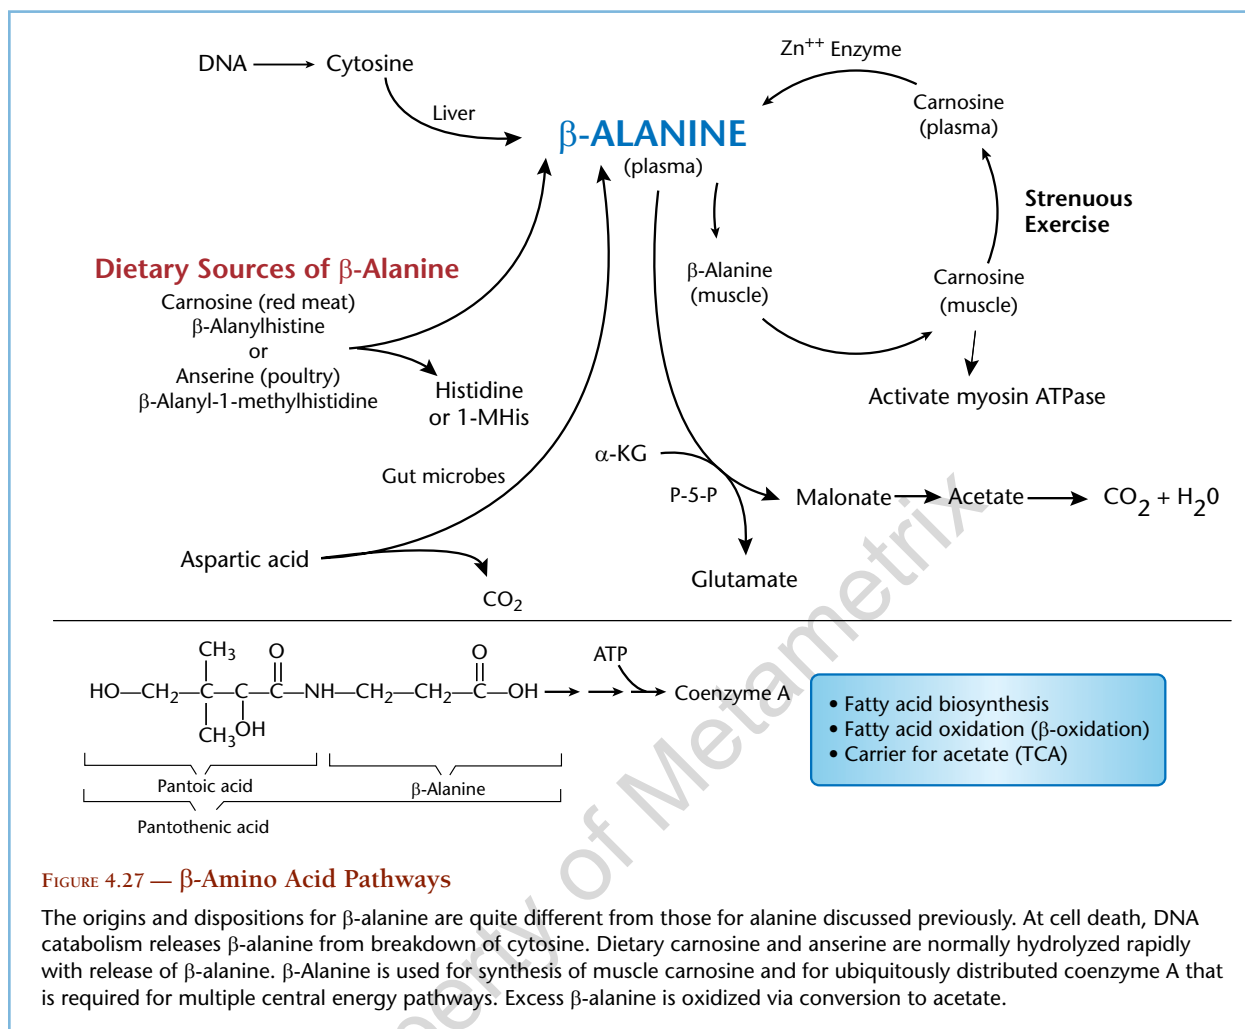 DNA
Cytosine
Liver
Zn++ Enzyme
Carnosine
(plasma)
β-ALANINE
(plasma)
Strenuous
Exercise
Dietary Sources of β-Alanine
Carnosine (red meat)
β-Alanylhistine
or
Anserine (poultry)
β-Alanyl-1-methylhistidine
Histidine
or 1-MHis
β-Alanine
(muscle)
Carnosine
(muscle)
Activate myosin ATPase
Gut microbes
α-KG
P-5-P
Malonate
Acetate
CO2 + H20
Glutamate
Aspartic acid
CO2
CH3 O O
HO—CH2—C—C—C—NH—CH2—CH2—C—OH
CH3 OH
ATP
Coenzyme A
Pantoic acid
β-Alanine
Pantothenic acid
• Fatty acid biosynthesis
• Fatty acid oxidation (β-oxidation)
• Carrier for acetate (TCA)
Property of Metametrix
FIGURE 4.27 — β-Amino Acid Pathways
The origins and dispositions for β-alanine are quite different from those for alanine discussed previously. At cell death, DNA
catabolism releases β-alanine from breakdown of cytosine. Dietary carnosine and anserine are normally hydrolyzed rapidly
with release of β-alanine. β-Alanine is used for synthesis of muscle carnosine and for ubiquitously distributed coenzyme A that
is required for multiple central energy pathways. Excess β-alanine is oxidized via conversion to acetate.